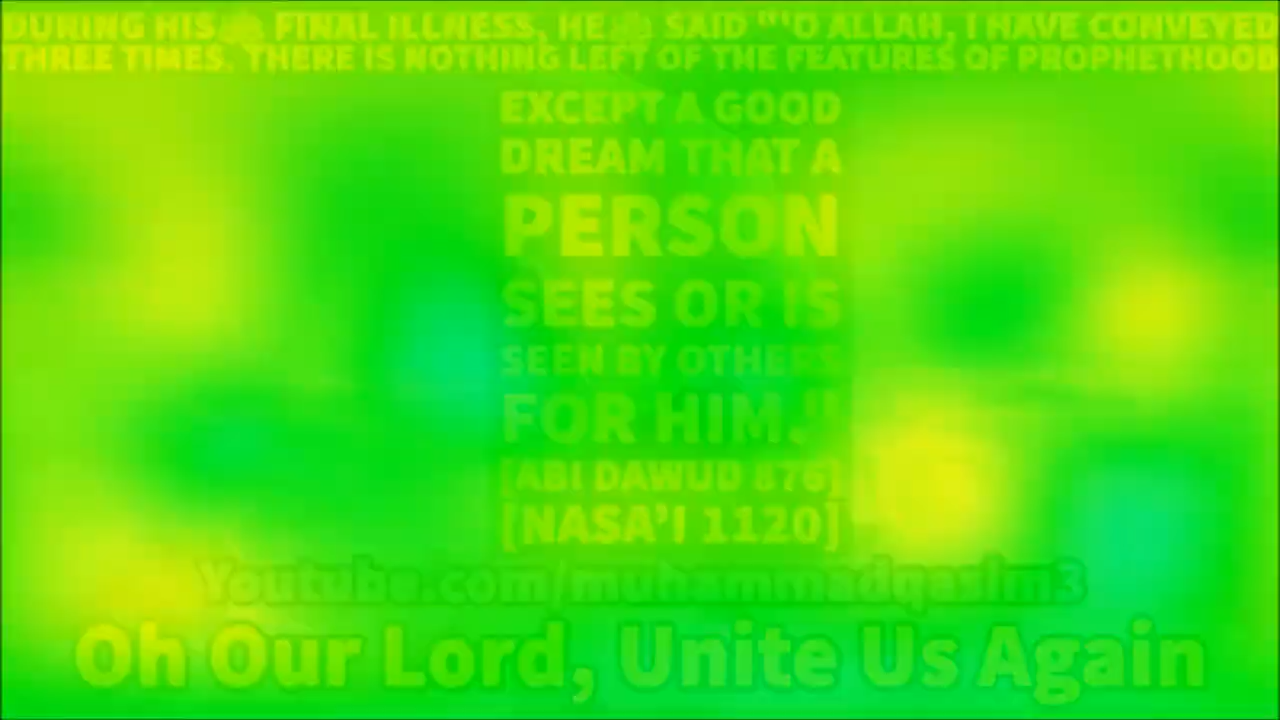 DURING HIS ﷺ FINAL ILLNESS, HE ﷺ SAID "'O ALLAH, I HAVE CONVEYED
THREE TIMES. THERE IS NOTHING LEFT OF THE FEATURES OF PROPHETHOOD
EXCEPT A GOOD
DREAM THAT A
PERSON
SEES OR IS
SEEN BY OTHERS
FOR HIM."
[ABI DAWUD 876]
[NASA'I 1120]
Youtube.com/muhammadqasim3
Oh Our Lord, Unite Us Again